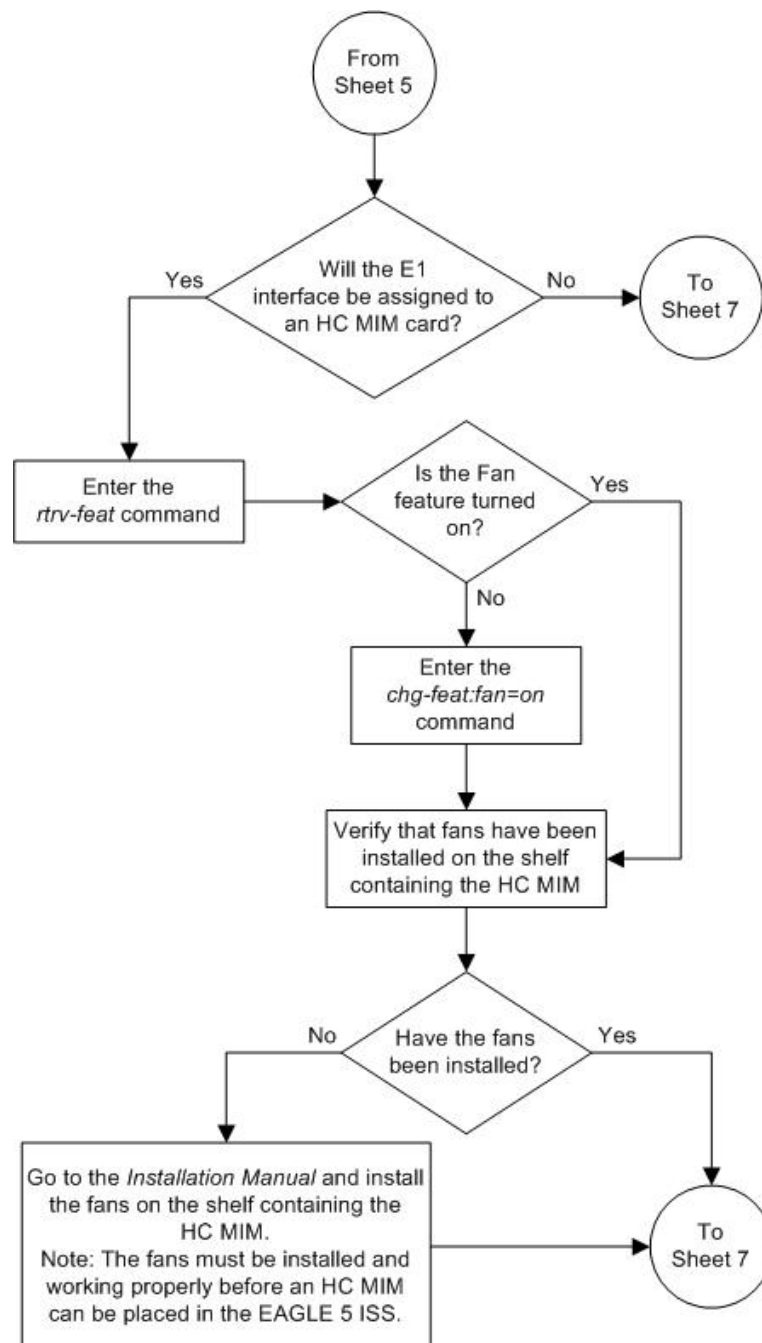 From
Sheet 5
Will the E1
interface be assigned to
an HC MIM card?
Yes
No
To
Sheet 7
Enter the
rtrv-feat command
Is the Fan
feature turned
on?
Yes
No
Enter the
chg-feat:fan=on
command
Verify that fans have been
installed on the shelf
containing the HC MIM
Have the fans
been installed?
No
Yes
Go to the Installation Manual and install
the fans on the shelf containing the
HC MIM.
Note: The fans must be installed and
working properly before an HC MIM
can be placed in the EAGLE 5 ISS.
To
Sheet 7